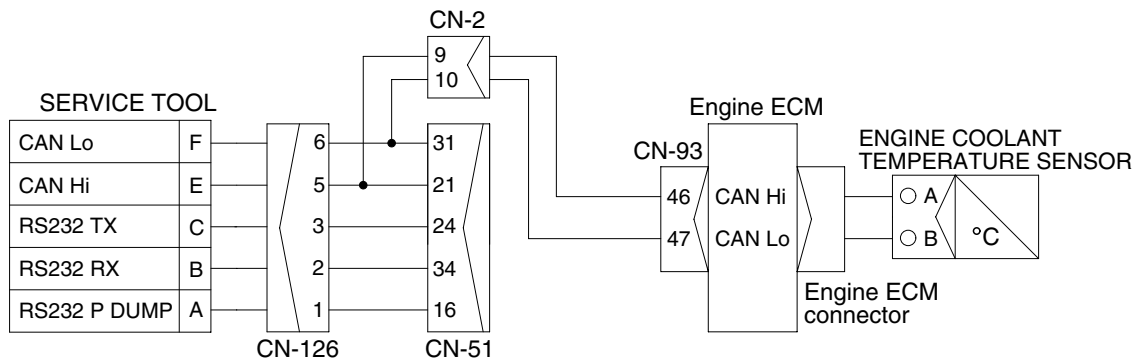 CN-2
9
10
SERVICE TOOL
CAN Lo F 6 31
CAN Hi E 5 21
RS232 TX C 3 24
RS232 RX B 2 34
RS232 P DUMP A 1 16
CN-126
CN-51
Engine ECM
CN-93
46 CAN Hi
47 CAN Lo
Engine ECM
connector
ENGINE COOLANT
TEMPERATURE SENSOR
A
B
°C